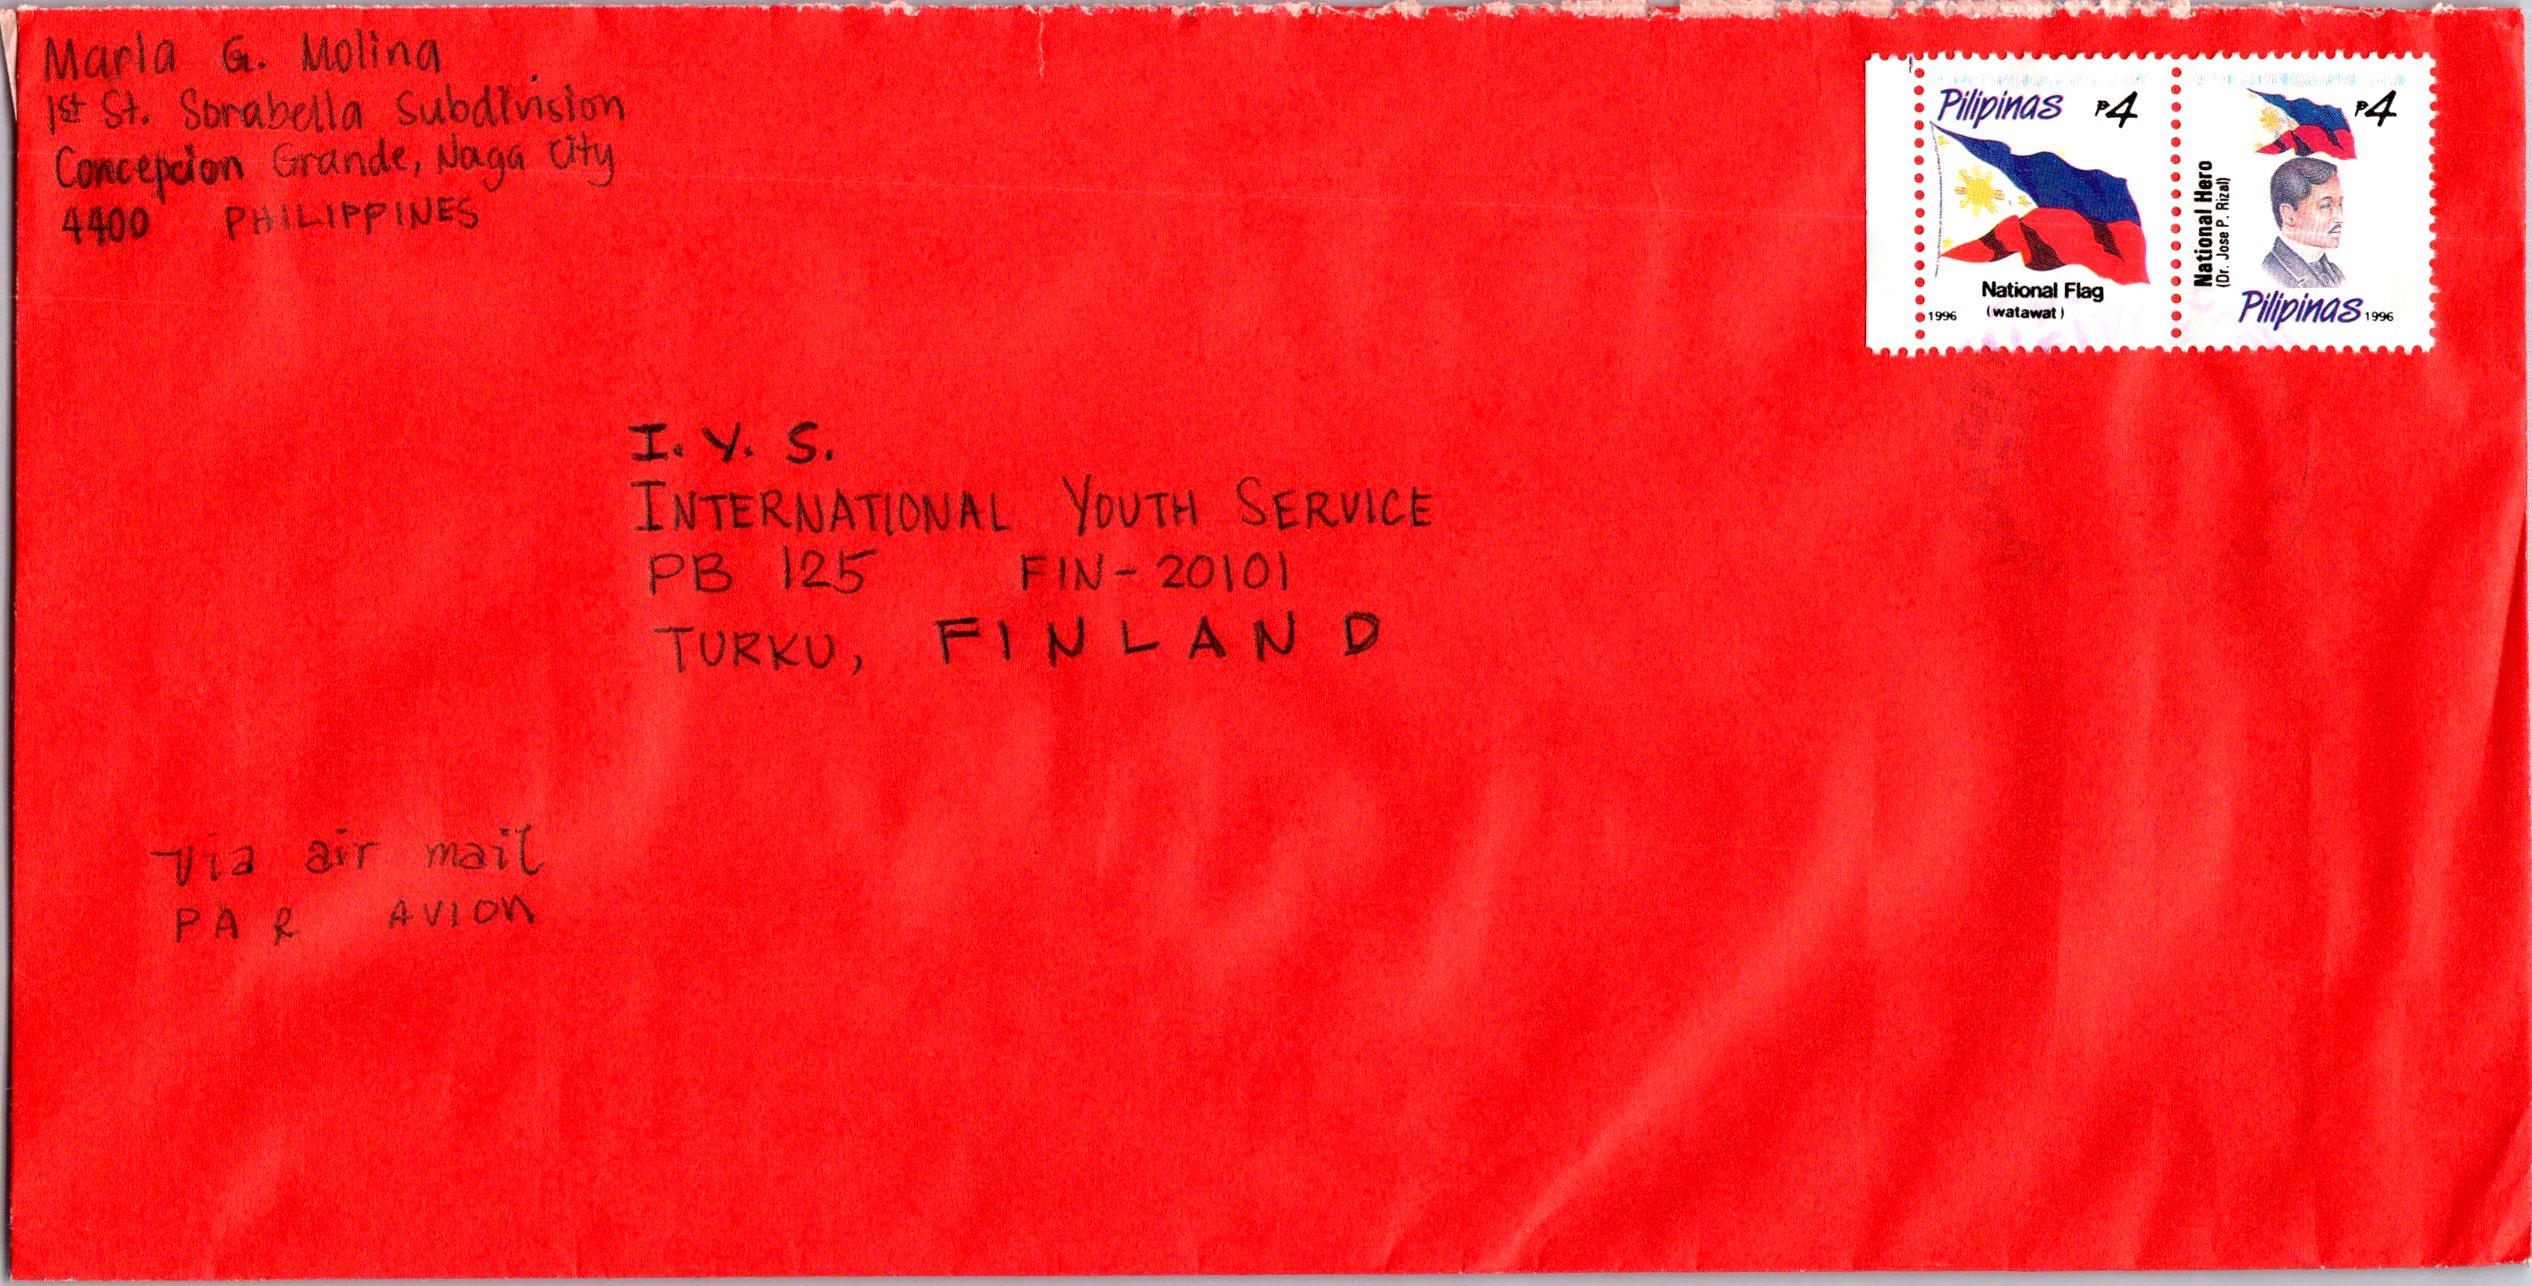 Marla G. Molina
1st St. Sorabella Subdivision
Concepcion Grande, Naga City
4400 PHILIPPINES
Pilipinas ₱4
National Flag
(watawat)
1996
₱4
National Hero
(Dr. Jose P. Rizal)
Pilipinas 1996
I. Y. S.
INTERNATIONAL YOUTH SERVICE
PB 125 FIN-20101
TURKU, FINLAND
Via air mail
PAR AVION